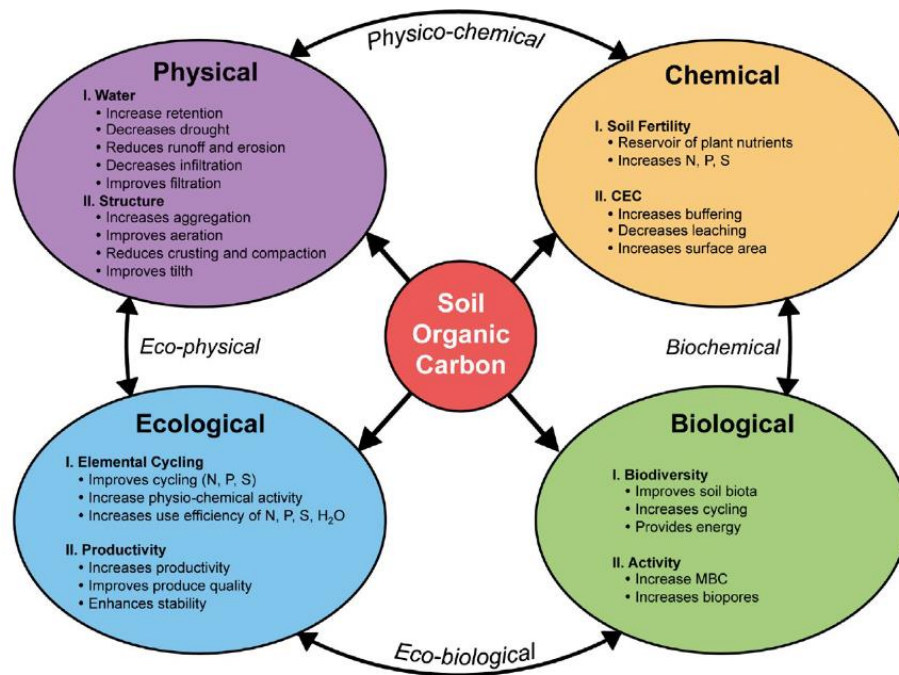 Physico-chemical
Physical
I. Water
• Increase retention
• Decreases drought
• Reduces runoff and erosion
• Decreases infiltration
• Improves filtration
II. Structure
• Increases aggregation
• Improves aeration
• Reduces crusting and compaction
• Improves tilth
Chemical
I. Soil Fertility
• Reservoir of plant nutrients
• Increases N, P, S
II. CEC
• Increases buffering
• Decreases leaching
• Increases surface area
Soil
Organic
Carbon
Eco-physical
Biochemical
Ecological
I. Elemental Cycling
• Improves cycling (N, P, S)
• Increase physio-chemical activity
• Increases use efficiency of N, P, S, H₂O
II. Productivity
• Increases productivity
• Improves produce quality
• Enhances stability
Biological
I. Biodiversity
• Improves soil biota
• Increases cycling
• Provides energy
II. Activity
• Increase MBC
• Increases biopores
Eco-biological